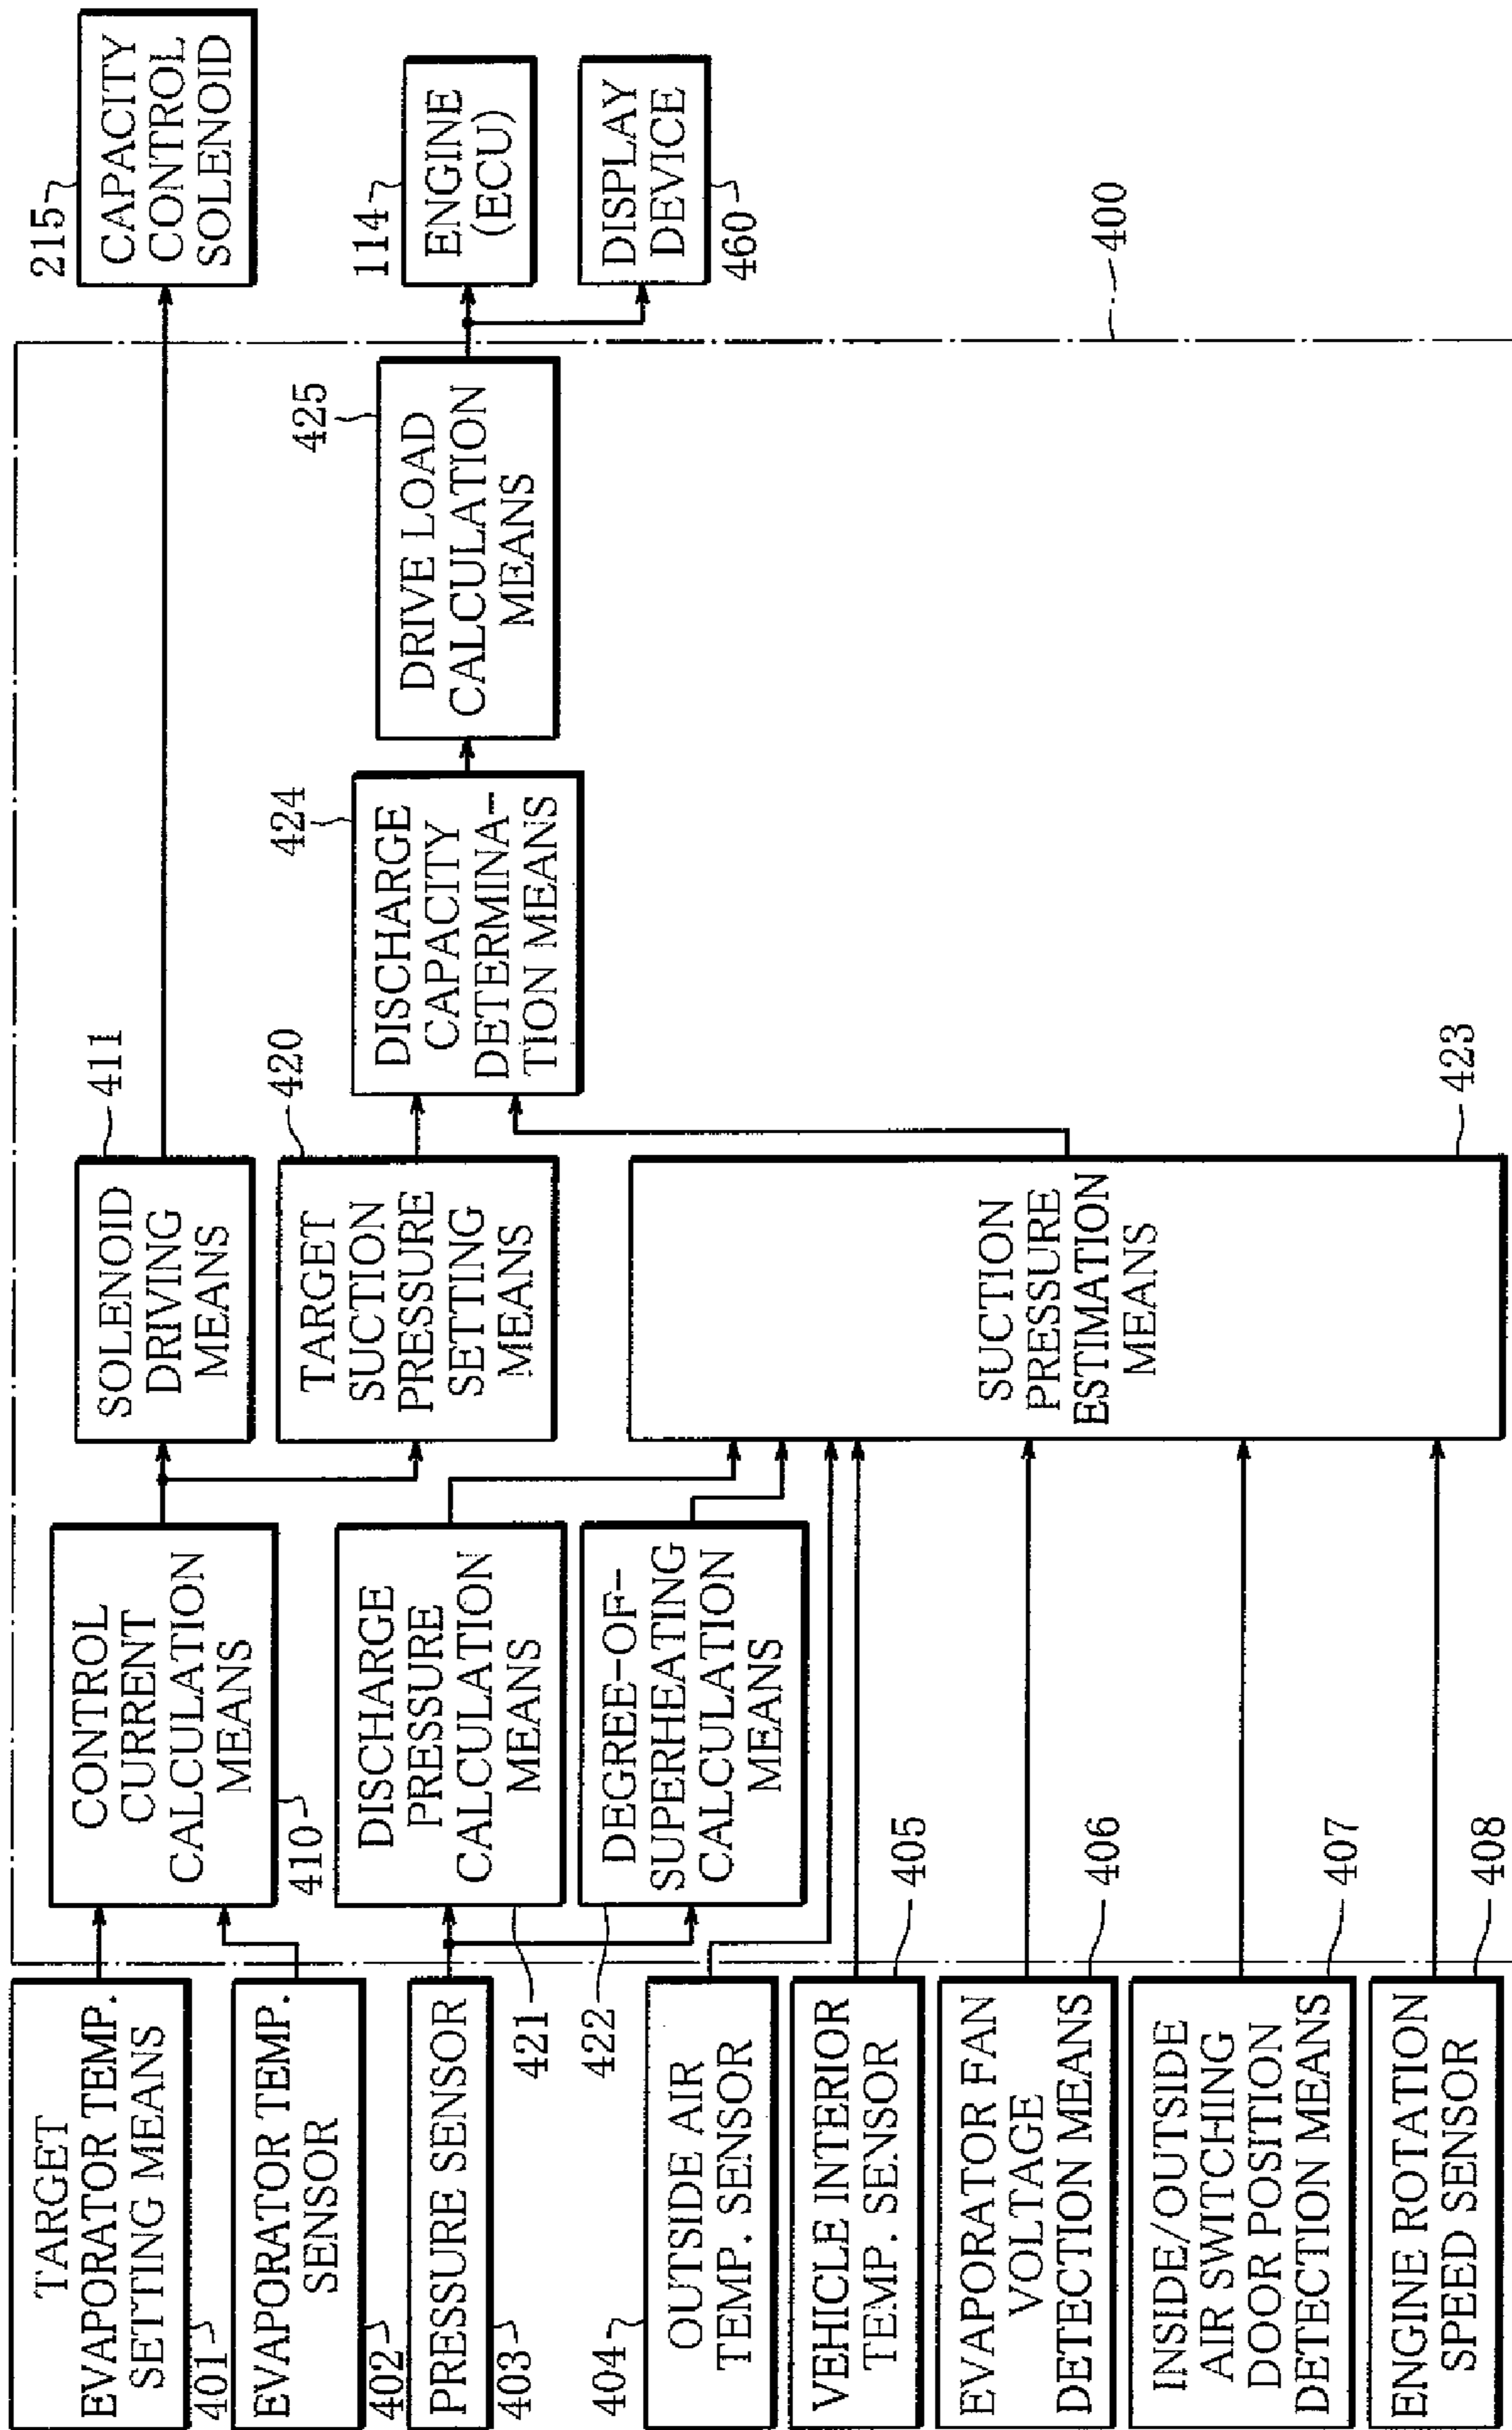 TARGET
EVAPORATOR TEMP.
SETTING MEANS
401
EVAPORATOR TEMP.
SENSOR
402
PRESSURE SENSOR
403
OUTSIDE AIR
TEMP. SENSOR
404
VEHICLE INTERIOR
TEMP. SENSOR
405
EVAPORATOR FAN
VOLTAGE
DETECTION MEANS
406
INSIDE/OUTSIDE
AIR SWITCHING
DOOR POSITION
DETECTION MEANS
407
ENGINE ROTATION
SPEED SENSOR
408
CONTROL
CURRENT
CALCULATION
MEANS
410
DISCHARGE
PRESSURE
CALCULATION
MEANS
421
DEGREE-OF-
SUPERHEATING
CALCULATION
MEANS
422
SOLENOID
DRIVING
MEANS
411
TARGET
SUCTION
PRESSURE
SETTING
MEANS
420
SUCTION
PRESSURE
ESTIMATION
MEANS
423
DISCHARGE
CAPACITY
DETERMINA-
TION MEANS
424
DRIVE LOAD
CALCULATION
MEANS
425
CAPACITY
CONTROL
SOLENOID
215
ENGINE
(ECU)
114
DISPLAY
DEVICE
460
400